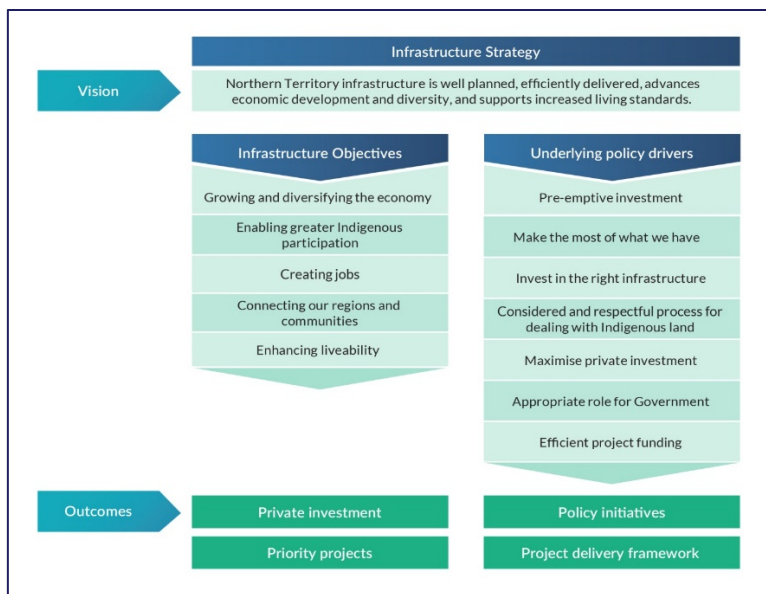 Infrastructure Strategy
Vision
Northern Territory infrastructure is well planned, efficiently delivered, advances
economic development and diversity, and supports increased living standards.
Infrastructure Objectives
Growing and diversifying the economy
Enabling greater Indigenous
participation
Creating jobs
Connecting our regions and
communities
Enhancing liveability
Underlying policy drivers
Pre-emptive investment
Make the most of what we have
Invest in the right infrastructure
Considered and respectful process for
dealing with Indigenous land
Maximise private investment
Appropriate role for Government
Efficient project funding
Outcomes
Private investment
Policy initiatives
Priority projects
Project delivery framework